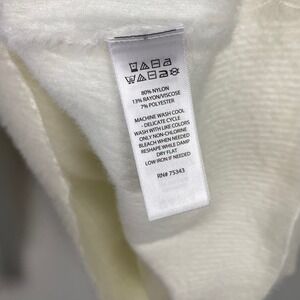 80% NYLON
13% RAYON/VISCOSE
7% POLYESTER
MACHINE WASH COOL
- DELICATE CYCLE
WASH WITH LIKE COLORS
ONLY NON-CHLORINE
BLEACH WHEN NEEDED
RESHAPE WHILE DAMP
DRY FLAT
LOW IRON IF NEEDED
RN# 75343